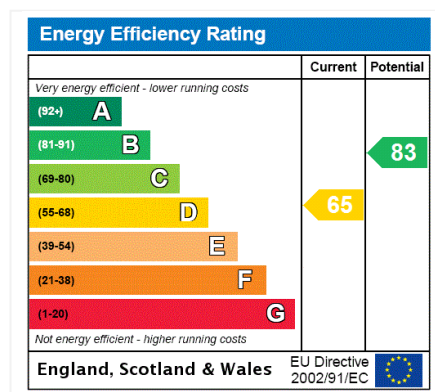 Energy Efficiency Rating
Current Potential
Very energy efficient - lower running costs
(92+) A
(81-91) B
83
(69-80) C
(55-68) D
65
(39-54) E
(21-38) F
(1-20) G
Not energy efficient - higher running costs
England, Scotland & Wales
EU Directive
2002/91/EC